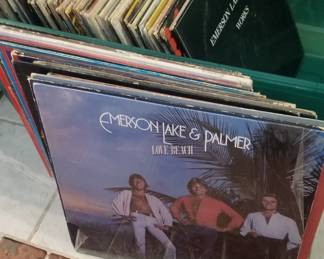 EMERSON LA
WORKS
EMERSON LAKE & PALMER
LOVE BEACH